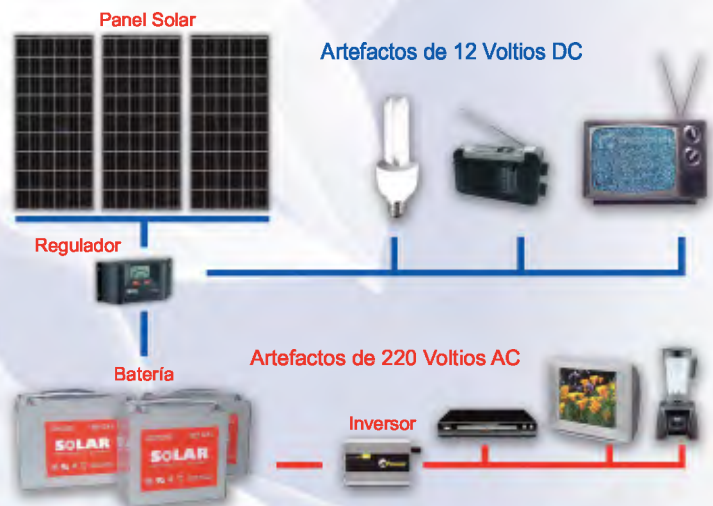 Panel Solar
Artefactos de 12 Voltios DC
Regulador
Artefactos de 220 Voltios AC
Batería
Inversor
SOLAR
SOLAR